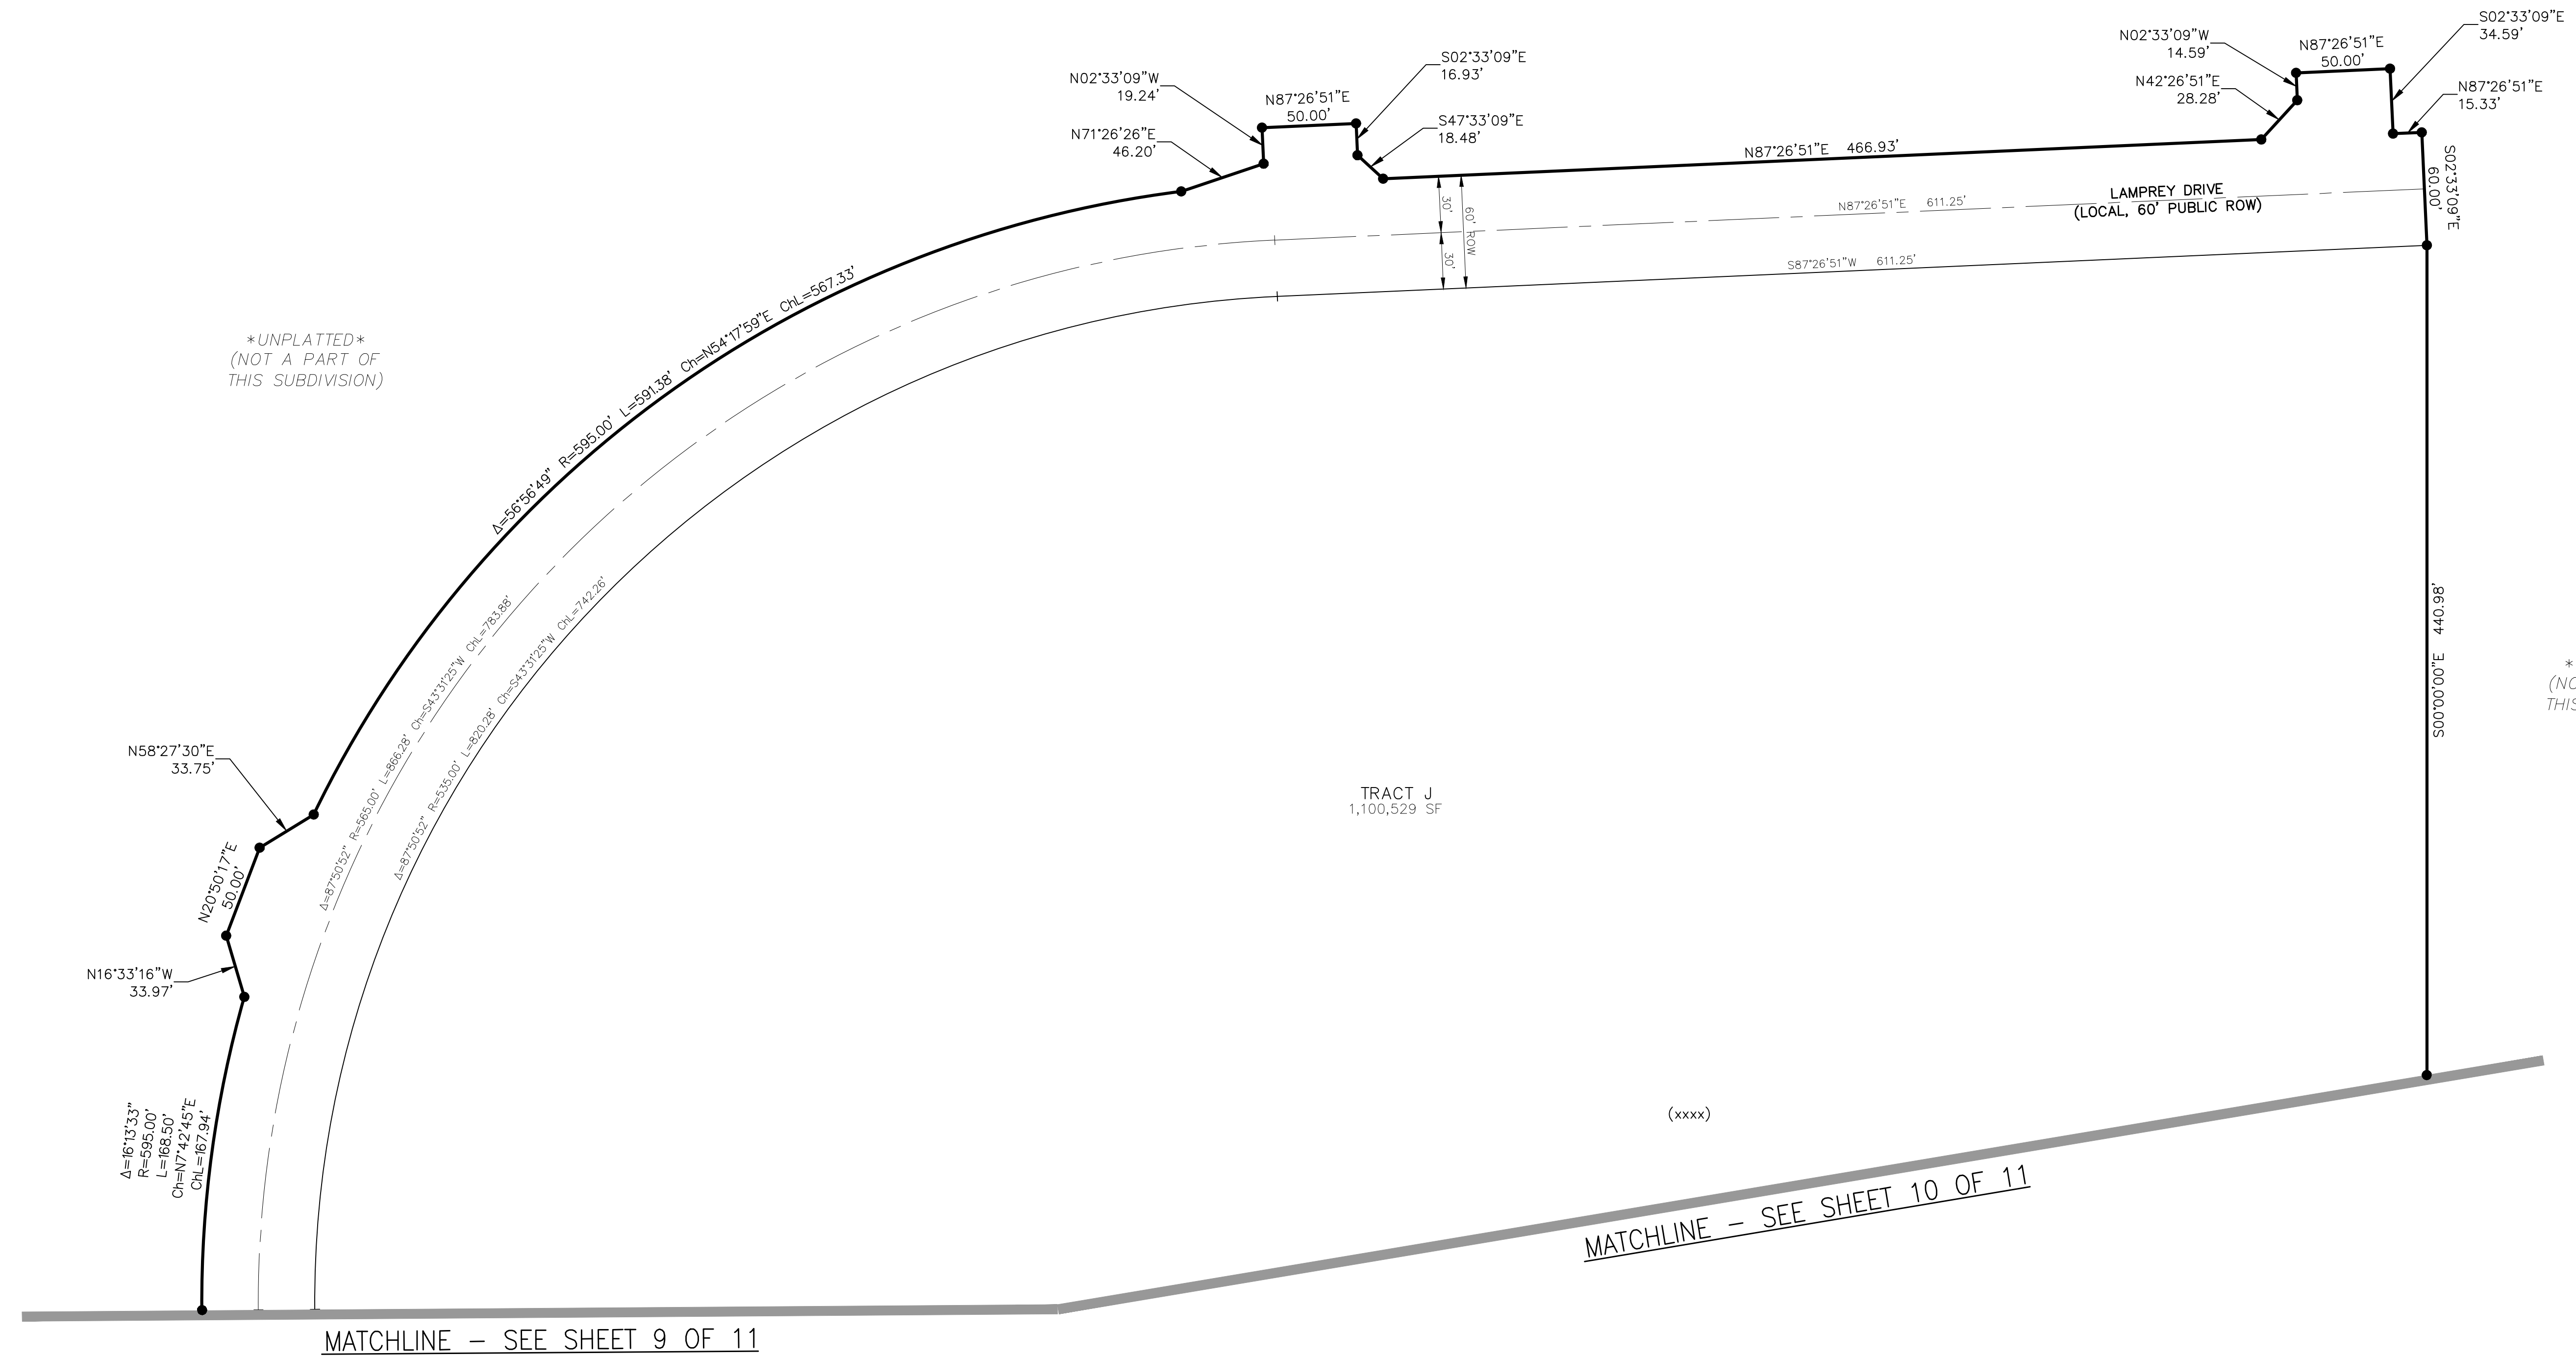 S02°33'09"E
34.59'
N02°33'09"W
14.59'
N87°26'51"E
50.00'
N42°26'51"E
28.28'
N87°26'51"E
15.33'
S02°33'09"E
60.00'
N02°33'09"W
19.24'
N87°26'51"E
50.00'
S02°33'09"E
16.93'
N71°26'26"E
46.20'
S47°33'09"E
18.48'
N87°26'51"E 466.93'
30'
60' ROW
30'
N87°26'51"E 611.25'
LAMPREY DRIVE
(LOCAL, 60' PUBLIC ROW)
S87°26'51"W 611.25'
*UNPLATTED*
(NOT A PART OF
THIS SUBDIVISION)
Δ=56°56'49" R=595.00' L=591.38' Ch=N54°17'59"E ChL=567.33'
Δ=87°50'52" R=565.00' L=866.28' Ch=S43°31'25"W ChL=783.88'
Δ=87°50'52" R=535.00' L=820.28' Ch=S43°31'25"W ChL=742.26'
S00°00'00"E 440.98'
*
(NO
THIS
N58°27'30"E
33.75'
TRACT J
1,100,529 SF
N20°50'17"E
50.00'
N16°33'16"W
33.97'
Δ=16°13'33"
R=595.00'
L=168.50'
Ch=N7°42'45"E
ChL=167.94'
(xxxx)
MATCHLINE – SEE SHEET 10 OF 11
MATCHLINE – SEE SHEET 9 OF 11